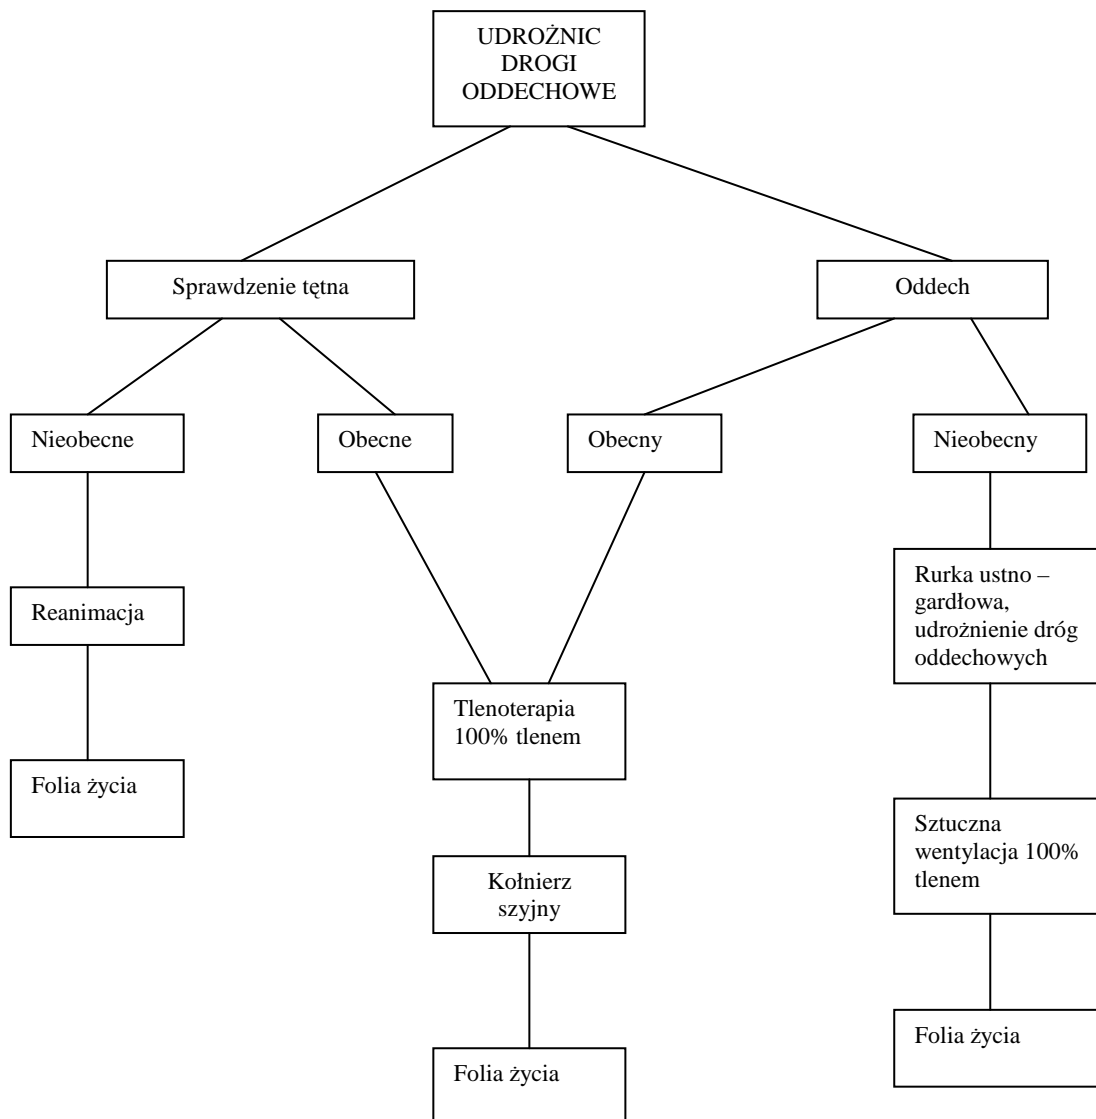 UDROŻNIC
DROGI
ODDECHOWE
Sprawdzenie tętna
Oddech
Nieobecne
Obecne
Obecny
Nieobecny
Rurka ustno –
gardłowa,
udrożnienie dróg
oddechowych
Reanimacja
Tlenoterapia
100% tlenem
Folia życia
Sztuczna
wentylacja 100%
tlenem
Kołnierz
szyjny
Folia życia
Folia życia